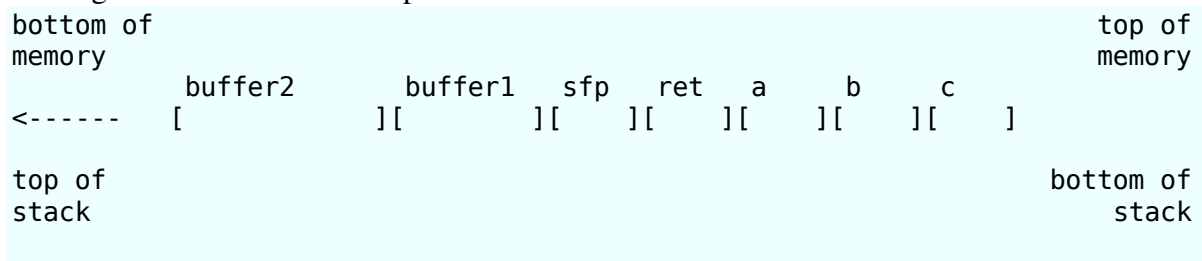 bottom of                                                            top of
memory                                                               memory
           buffer2       buffer1   sfp   ret   a     b     c
<------   [            ][        ][    ][    ][    ][    ][    ]
top of                                                            bottom of
stack                                                                 stack